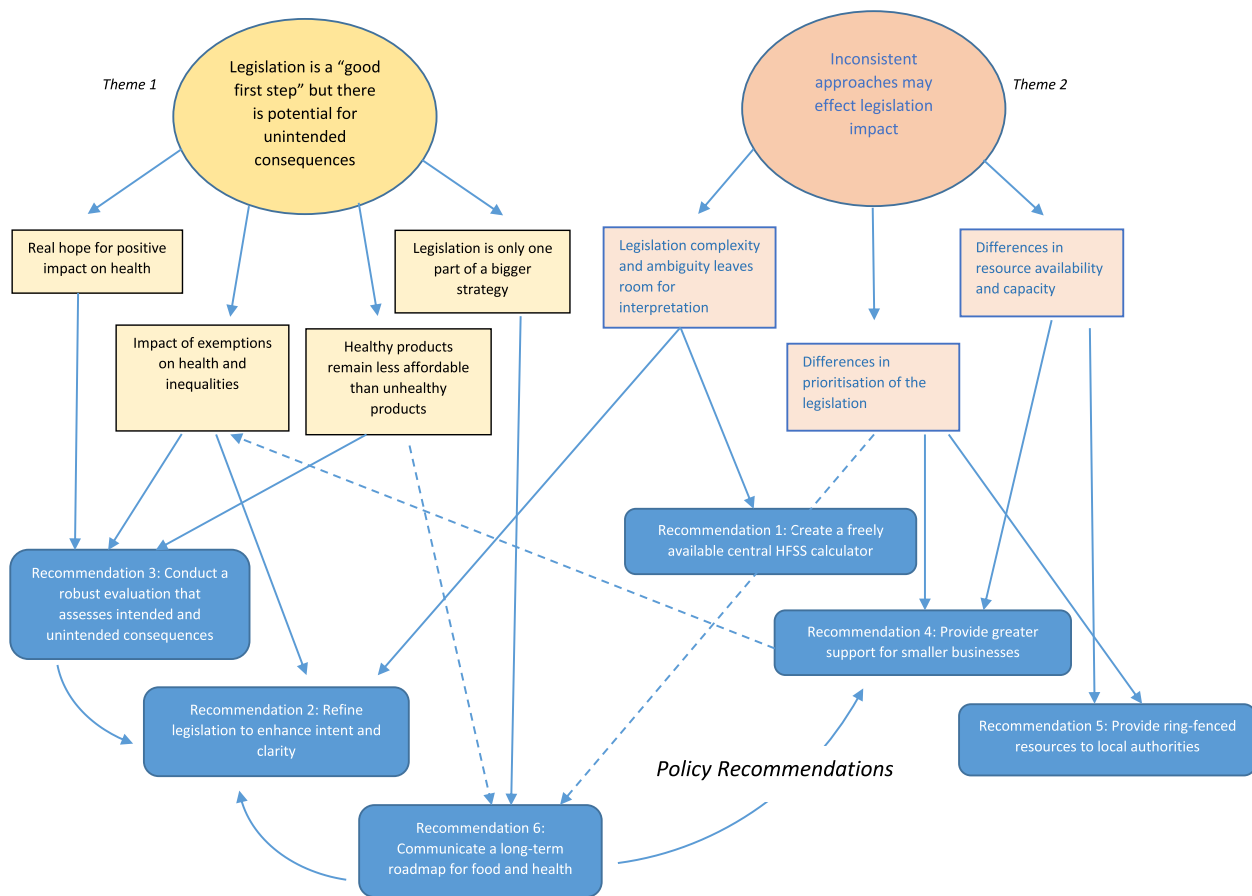 Theme 1
Legislation is a “good
first step” but there
is potential for
unintended
consequences
Inconsistent
approaches may
effect legislation
impact
Theme 2
Real hope for positive
impact on health
Legislation is only one
part of a bigger
strategy
Legislation complexity
and ambiguity leaves
room for
interpretation
Differences in
resource availability
and capacity
Impact of exemptions
on health and
inequalities
Healthy products
remain less affordable
than unhealthy
products
Differences in
prioritisation of the
legislation
Recommendation 1: Create a freely
available central HFSS calculator
Recommendation 3: Conduct a
robust evaluation that
assesses intended and
unintended consequences
Recommendation 4: Provide greater
support for smaller businesses
Recommendation 2: Refine
legislation to enhance intent and
clarity
Recommendation 5: Provide ring-fenced
resources to local authorities
Policy Recommendations
Recommendation 6:
Communicate a long-term
roadmap for food and health